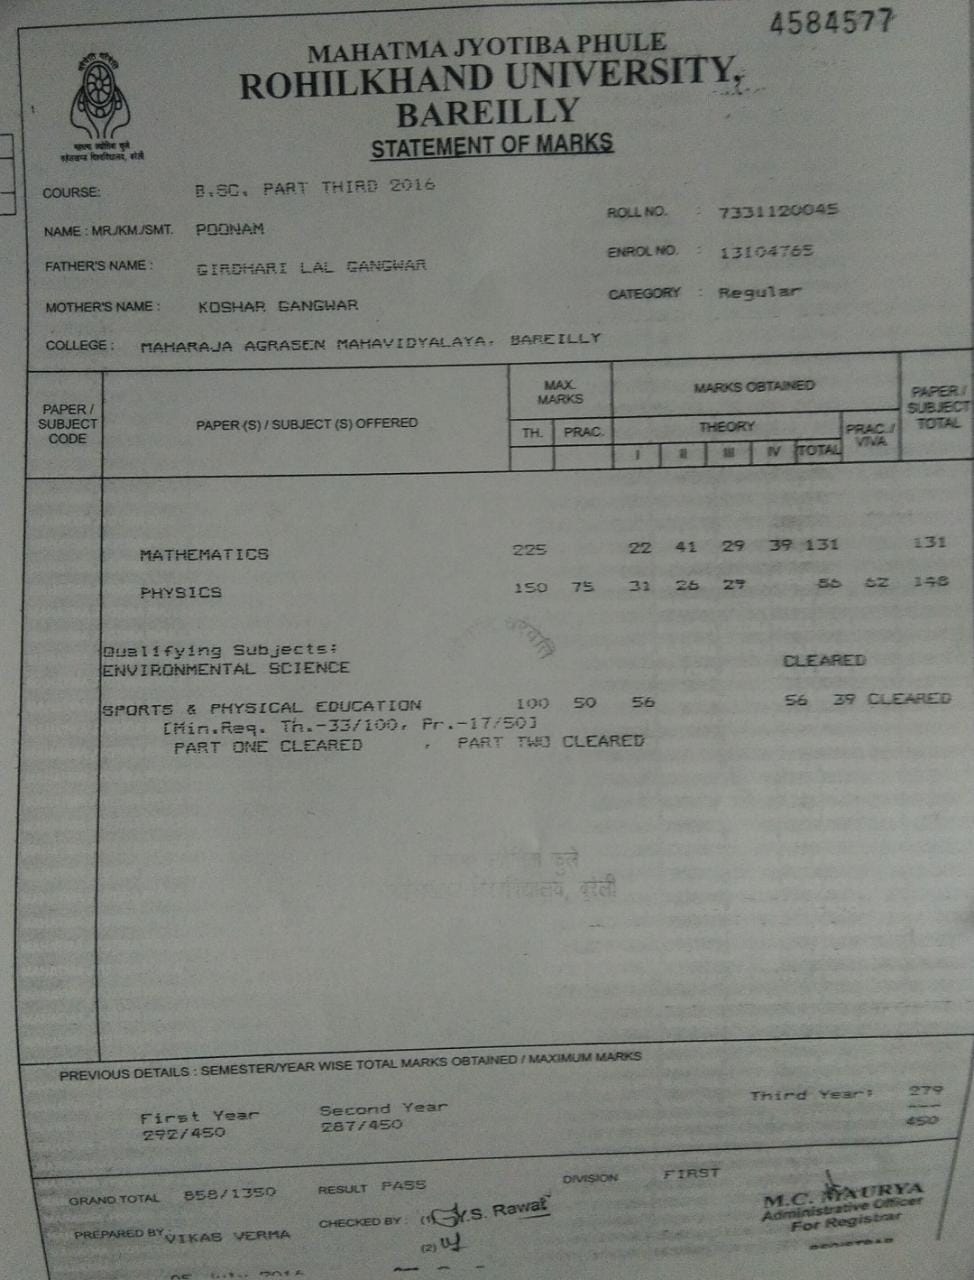 4584577
MAHATMA JYOTIBA PHULE
ROHILKHAND UNIVERSITY,
BAREILLY
STATEMENT OF MARKS
महात्मा ज्योतिबा फुले
रुहेलखण्ड विश्वविद्यालय, बरेली
COURSE: B.SC. PART THIRD 2016
ROLL NO. : 7331120045
NAME : MR./KM./SMT. POONAM
ENROL NO. : 13104765
FATHER'S NAME : GIRDHARI LAL GANGWAR
CATEGORY : Regular
MOTHER'S NAME : KOSHAR GANGWAR
COLLEGE : MAHARAJA AGRASEN MAHAVIDYALAYA, BAREILLY
PAPER / SUBJECT CODE PAPER (S) / SUBJECT (S) OFFERED MAX. MARKS MARKS OBTAINED PAPER / SUBJECT TOTAL
TH. PRAC. THEORY PRAC./ VIVA
I II III IV TOTAL
MATHEMATICS 225 22 41 29 39 131 131
PHYSICS 150 75 31 26 29 86 62 148
Qualifying Subjects:
ENVIRONMENTAL SCIENCE CLEARED
SPORTS & PHYSICAL EDUCATION 100 50 56 56 39 CLEARED
[Min.Req. Th.-33/100, Pr.-17/50]
PART ONE CLEARED , PART TWO CLEARED
फुले
बरेली
PREVIOUS DETAILS : SEMESTER/YEAR WISE TOTAL MARKS OBTAINED / MAXIMUM MARKS
First Year Second Year Third Year: 279
292/450 287/450 450
GRAND TOTAL 858/1350 RESULT PASS DIVISION FIRST
PREPARED BY: VIKAS VERMA CHECKED BY : (1) Y.S. Rawat
(2)
M.C. MAURYA
Administrative Officer
For Registrar
REGISTRAR